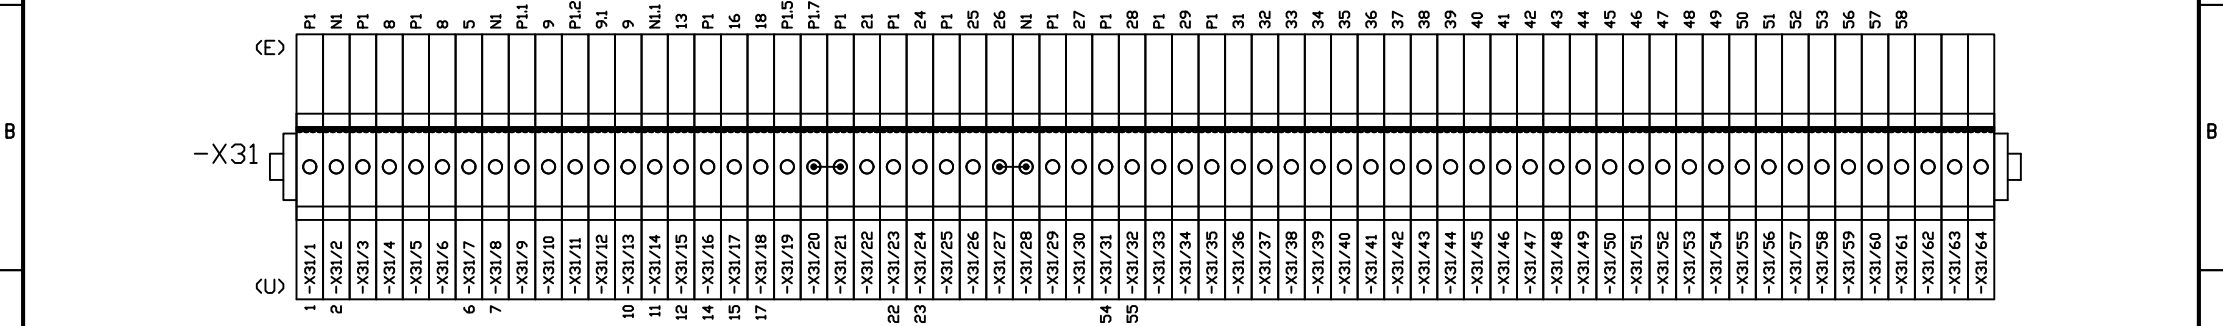 P1 N1 P1 8 P1 8 5 N1 P1.1 9 P1.2 9.1 9 N1.1 13 P1 16 18 P1.5 P1.7 P1 21 P1 24 P1 25 26 N1 P1 27 P1 28 P1 29 P1 31 32 33 34 35 36 37 38 39 40 41 42 43 44 45 46 47 48 49 50 51 52 53 56 57 58
(E)
B B
-X31
-X31/1 -X31/2 -X31/3 -X31/4 -X31/5 -X31/6 -X31/7 -X31/8 -X31/9 -X31/10 -X31/11 -X31/12 -X31/13 -X31/14 -X31/15 -X31/16 -X31/17 -X31/18 -X31/19 -X31/20 -X31/21 -X31/22 -X31/23 -X31/24 -X31/25 -X31/26 -X31/27 -X31/28 -X31/29 -X31/30 -X31/31 -X31/32 -X31/33 -X31/34 -X31/35 -X31/36 -X31/37 -X31/38 -X31/39 -X31/40 -X31/41 -X31/42 -X31/43 -X31/44 -X31/45 -X31/46 -X31/47 -X31/48 -X31/49 -X31/50 -X31/51 -X31/52 -X31/53 -X31/54 -X31/55 -X31/56 -X31/57 -X31/58 -X31/59 -X31/60 -X31/61 -X31/62 -X31/63 -X31/64
(U)
1 2 6 7 10 11 12 14 15 17 22 23 54 55